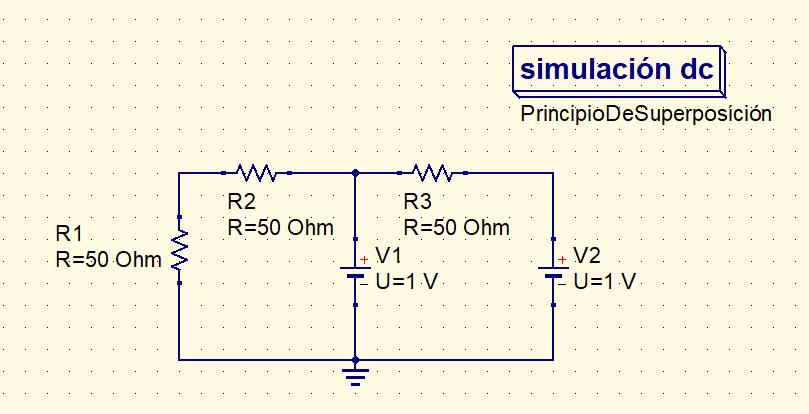 simulación dc
PrincipioDeSuperposición
R2
R=50 Ohm
R3
R=50 Ohm
R1
R=50 Ohm
+ V1
- U=1 V
+ V2
- U=1 V